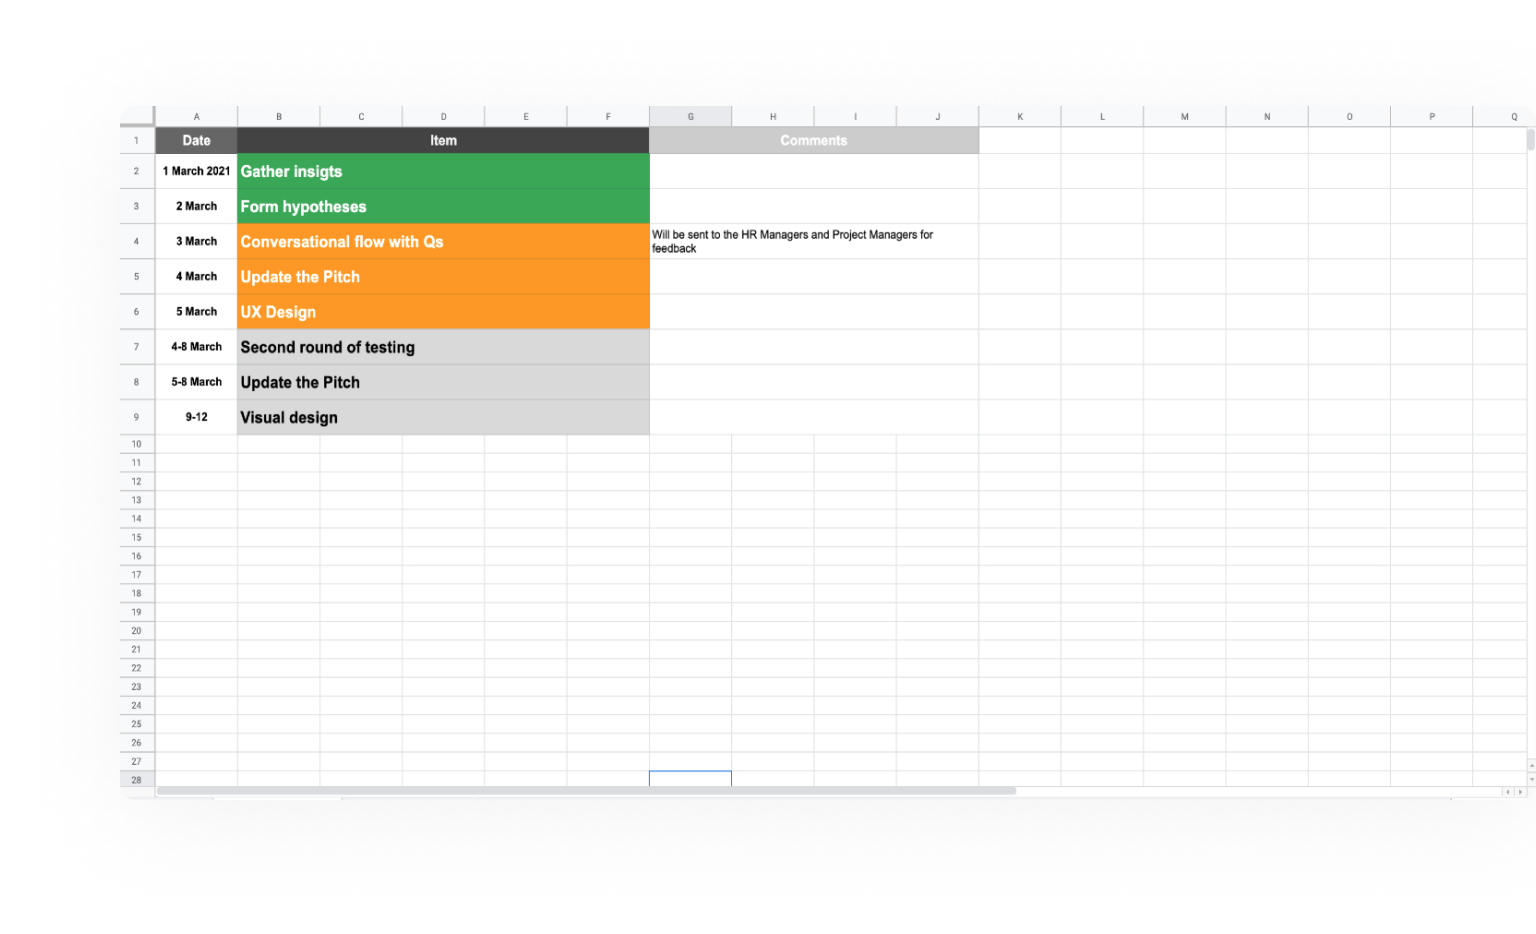 A B C D E F G H I J K L M N O P Q
1 Date Item Comments
2 1 March 2021 Gather insigts
3 2 March Form hypotheses
4 3 March Conversational flow with Qs Will be sent to the HR Managers and Project Managers for
feedback
5 4 March Update the Pitch
6 5 March UX Design
7 4-8 March Second round of testing
8 5-8 March Update the Pitch
9 9-12 Visual design
10
11
12
13
14
15
16
17
18
19
20
21
22
23
24
25
26
27
28